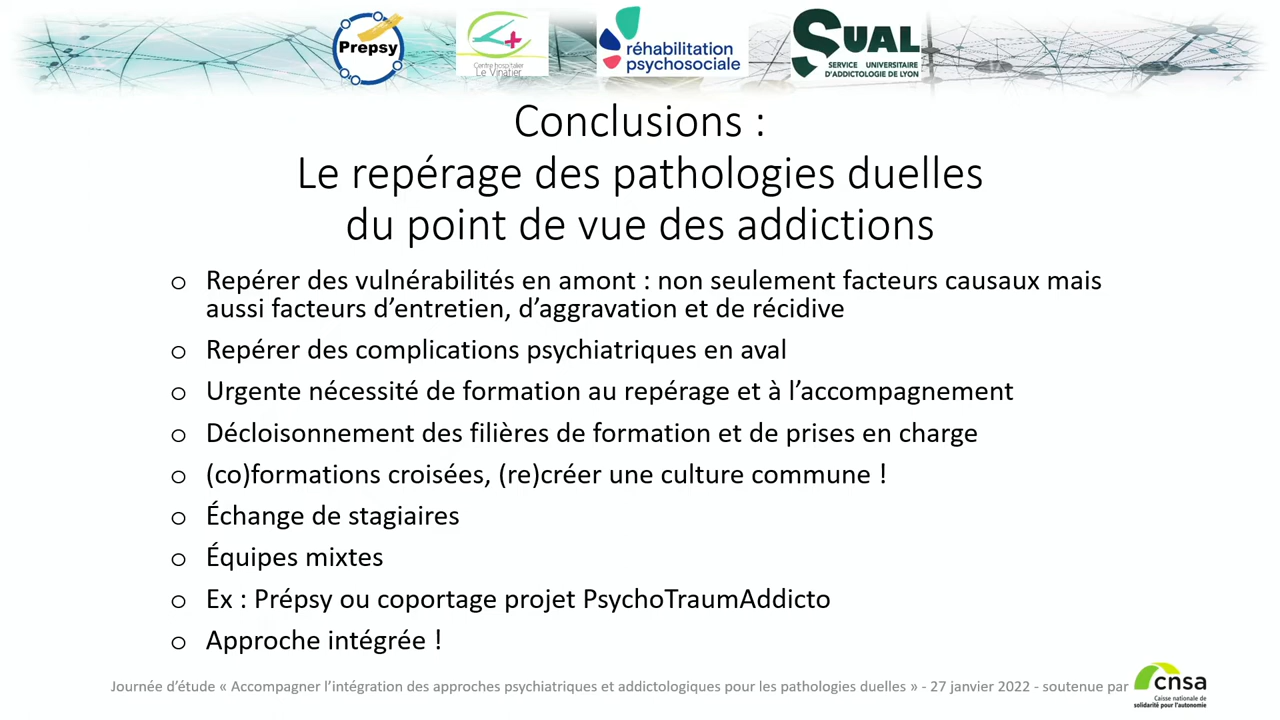 Prepsy
Centre hospitalier
Le Vinatier
réhabilitation
psychosociale
SUAL
SERVICE UNIVERSITAIRE
D'ADDICTOLOGIE DE LYON
Conclusions :
Le repérage des pathologies duelles
du point de vue des addictions
o Repérer des vulnérabilités en amont : non seulement facteurs causaux mais
aussi facteurs d’entretien, d’aggravation et de récidive
o Repérer des complications psychiatriques en aval
o Urgente nécessité de formation au repérage et à l’accompagnement
o Décloisonnement des filières de formation et de prises en charge
o (co)formations croisées, (re)créer une culture commune !
o Échange de stagiaires
o Équipes mixtes
o Ex : Prépsy ou coportage projet PsychoTraumAddicto
o Approche intégrée !
Journée d’étude « Accompagner l’intégration des approches psychiatriques et addictologiques pour les pathologies duelles » - 27 janvier 2022 - soutenue par
cnsa
Caisse nationale de
solidarité pour l'autonomie